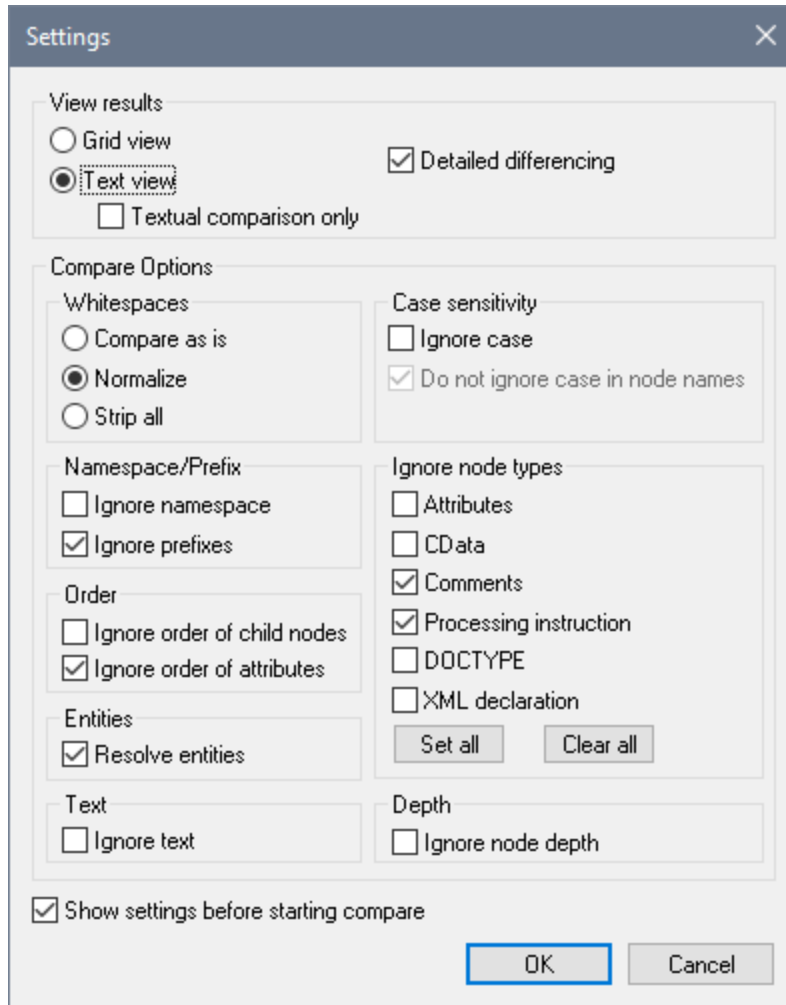 Settings
View results
Grid view
Detailed differencing
Text view
Textual comparison only
Compare Options
Whitespaces
Compare as is
Normalize
Strip all
Case sensitivity
Ignore case
Do not ignore case in node names
Namespace/Prefix
Ignore namespace
Ignore prefixes
Order
Ignore order of child nodes
Ignore order of attributes
Entities
Resolve entities
Text
Ignore text
Ignore node types
Attributes
CData
Comments
Processing instruction
DOCTYPE
XML declaration
Set all Clear all
Depth
Ignore node depth
Show settings before starting compare
OK Cancel